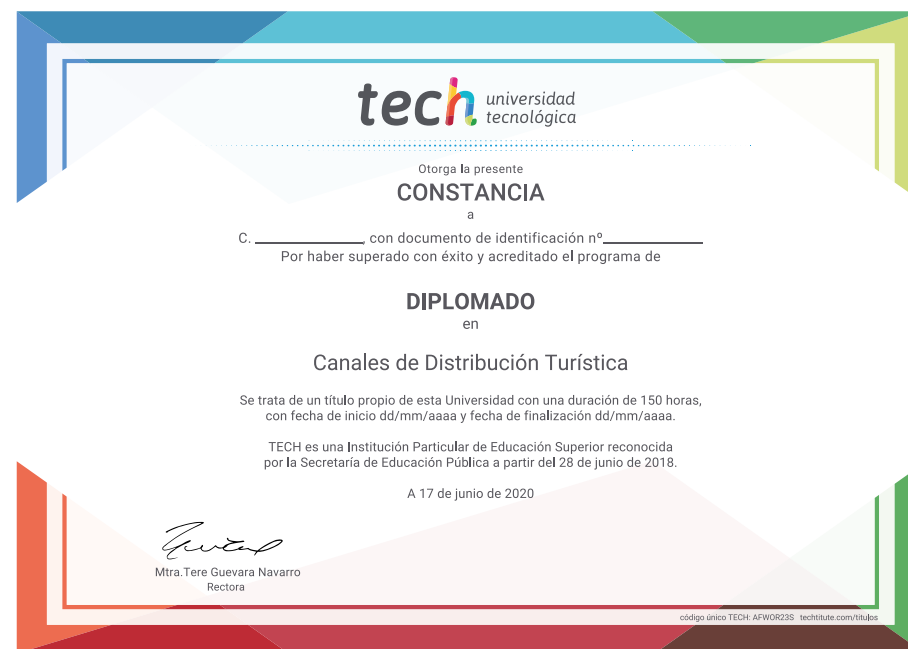 tech universidad
tecnológica
Otorga la presente
CONSTANCIA
a
C. ______________, con documento de identificación nº_____________
Por haber superado con éxito y acreditado el programa de
DIPLOMADO
en
Canales de Distribución Turística
Se trata de un título propio de esta Universidad con una duración de 150 horas,
con fecha de inicio dd/mm/aaaa y fecha de finalización dd/mm/aaaa.
TECH es una Institución Particular de Educación Superior reconocida
por la Secretaría de Educación Pública a partir del 28 de junio de 2018.
A 17 de junio de 2020
Mtra.Tere Guevara Navarro
Rectora
código único TECH: AFWOR23S techtitute.com/titulos